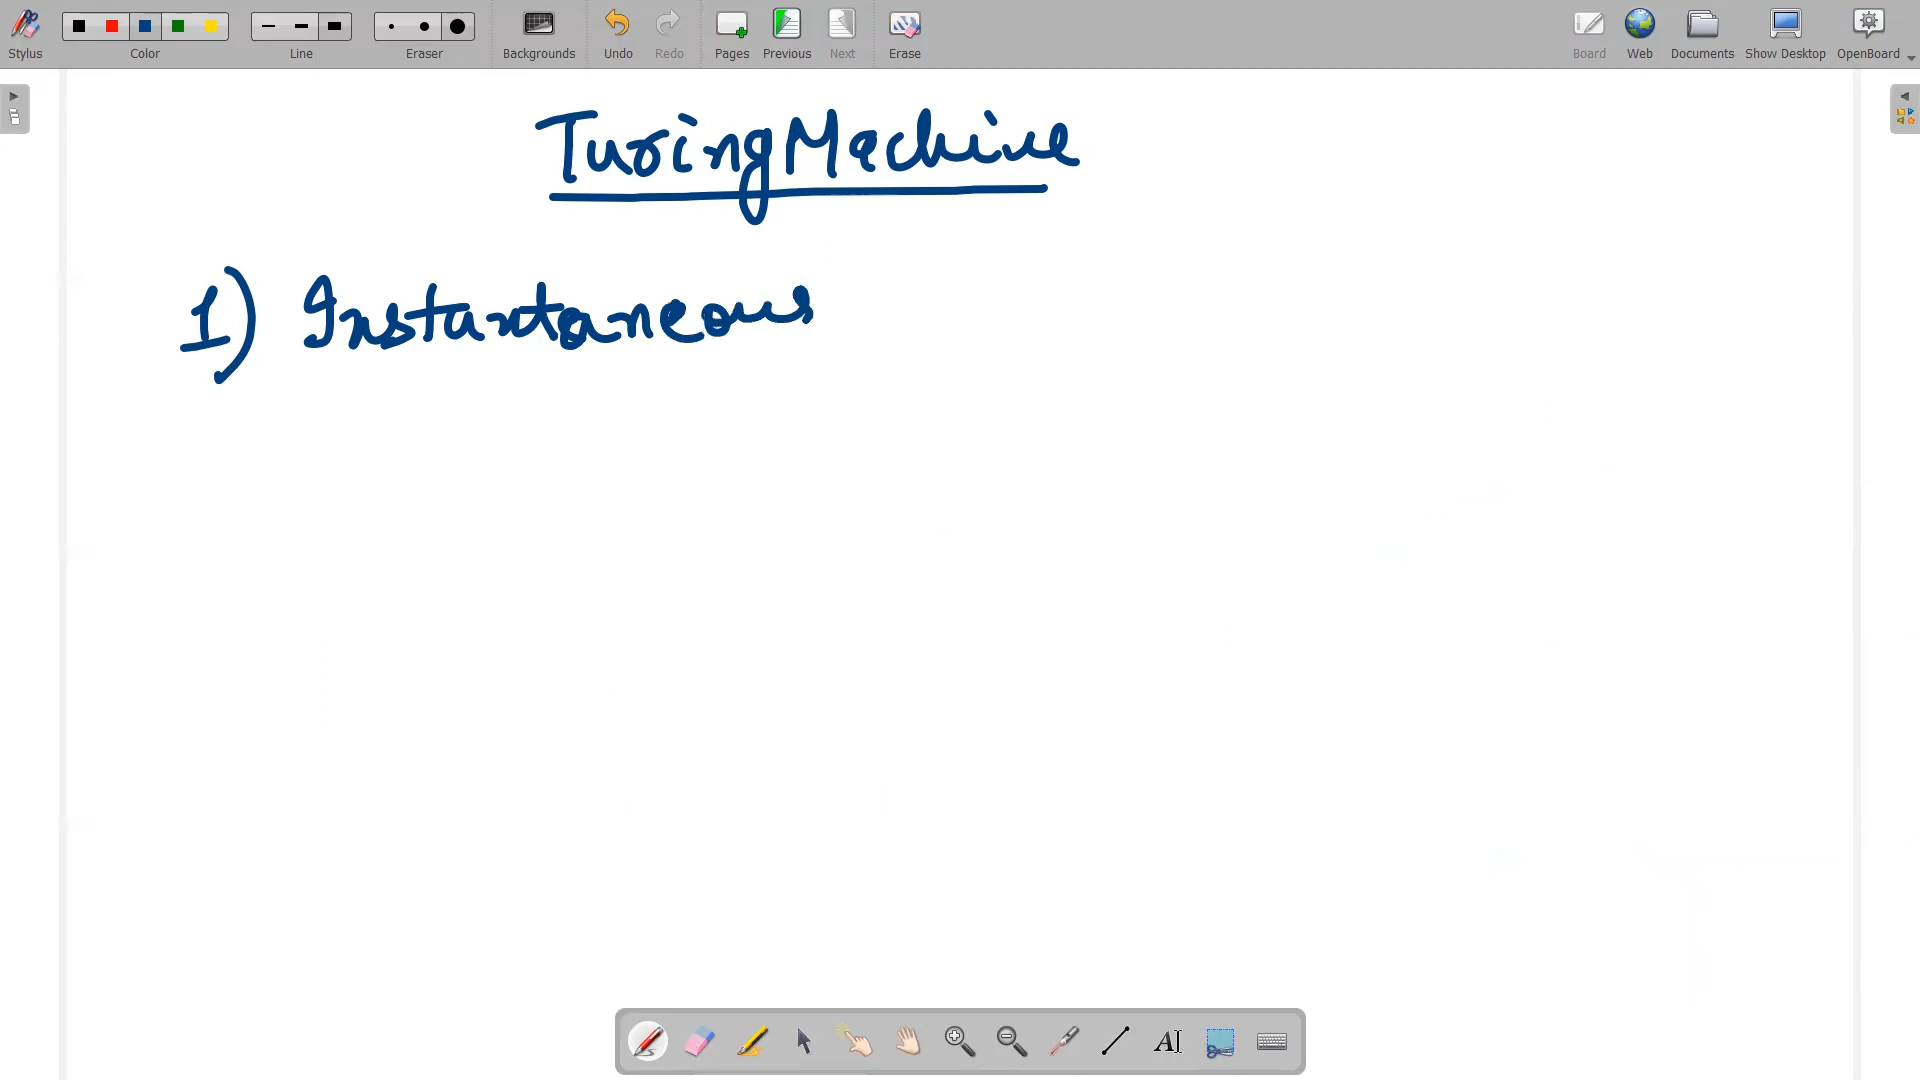 Stylus Color Line Eraser Backgrounds Undo Redo Pages Previous Next Erase Board Web Documents Show Desktop OpenBoard
Turing Machine
1) Instantaneous